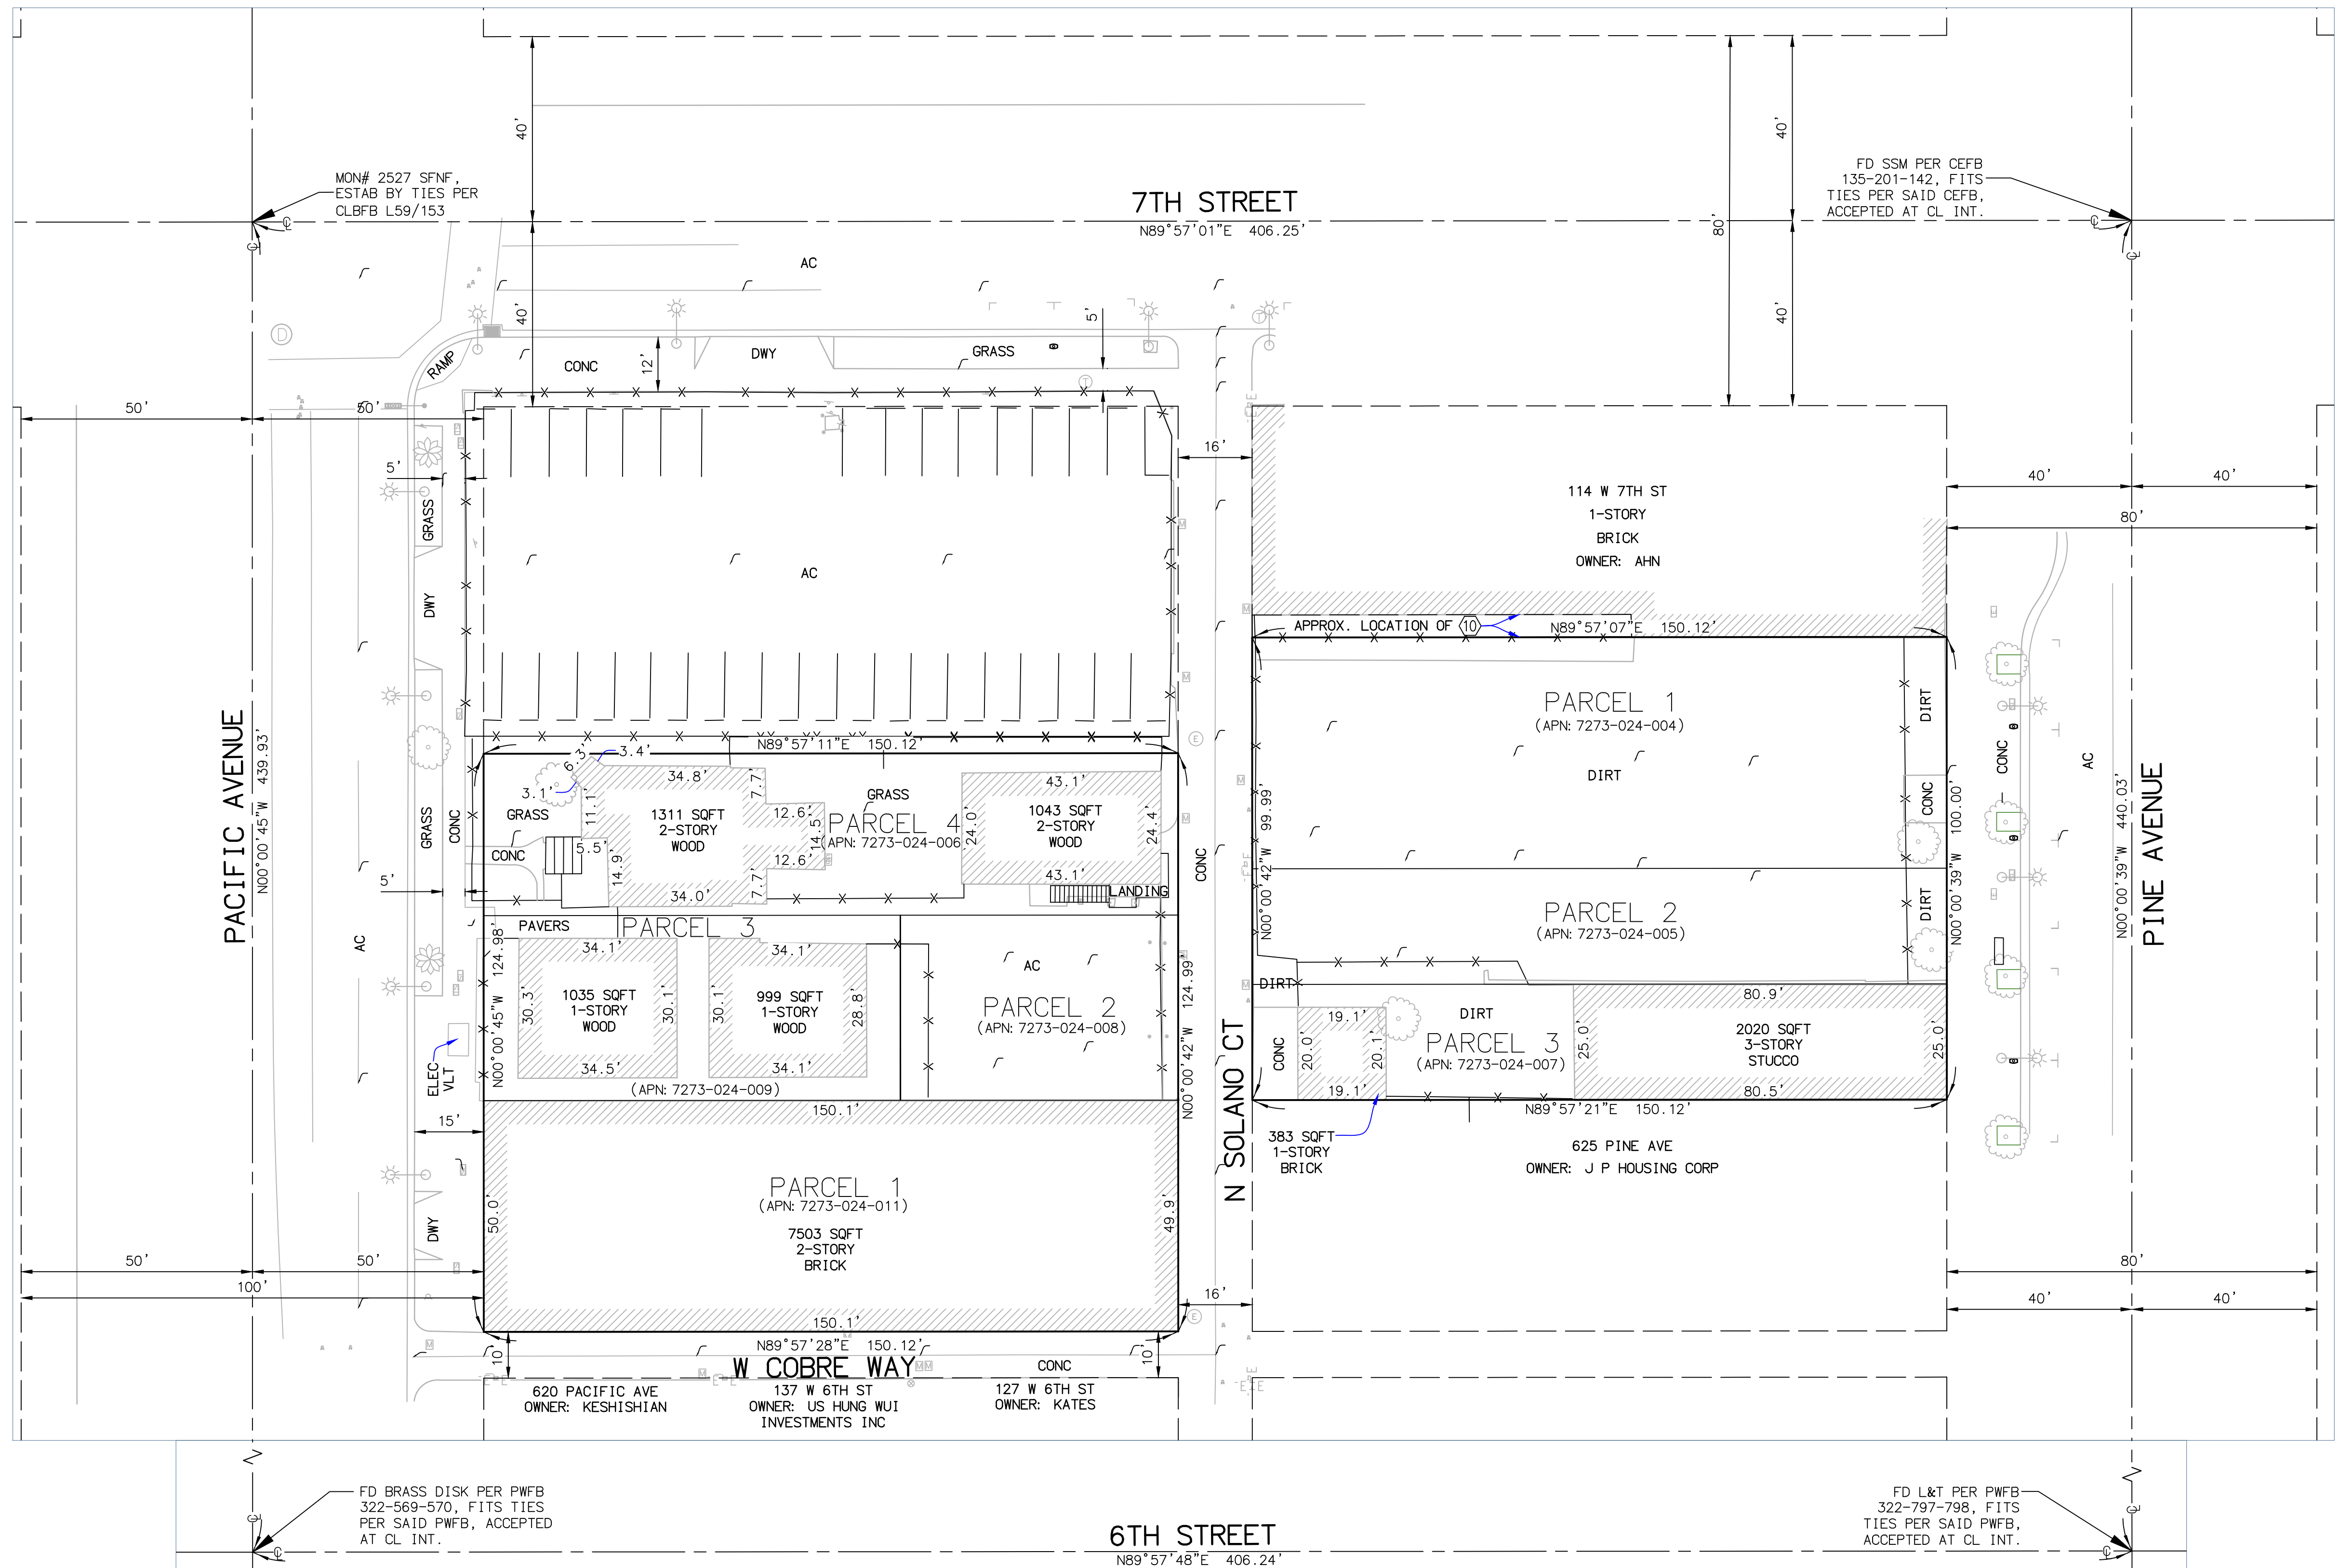 40'
40'
MON# 2527 SFNF,
ESTAB BY TIES PER
CLBFB L59/153
7TH STREET
N89°57'01"E 406.25'
80'
FD SSM PER CEFB
135-201-142, FITS
TIES PER SAID CEFB,
ACCEPTED AT CL INT.
AC
40'
40'
5'
D
T
RAMP
CONC
12'
DWY
GRASS
T
50'
50'
16'
5'
GRASS
114 W 7TH ST
1-STORY
BRICK
OWNER: AHN
40'
40'
80'
M
AC
DWY
M
APPROX. LOCATION OF 10
N89°57'07"E 150.12'
PACIFIC AVENUE
N00°00'45"W 439.93'
M
PARCEL 1
(APN: 7273-024-004)
DIRT
DIRT
N89°57'11"E 150.12'
E
CONC
AC
6.3'
3.4'
3.1'
34.8'
7.7'
11.1'
GRASS
1311 SQFT
2-STORY
WOOD
12.6'
14.5'
12.6'
7.7'
GRASS
PARCEL 4
(APN: 7273-024-006
43.1'
24.0'
1043 SQFT
2-STORY
WOOD
24.4'
43.1'
M
M
N00°00'42"W 99.99'
CONC
N00°00'39"W 100.00'
N00°00'39"W 440.03'
PINE AVENUE
GRASS
CONC
CONC
5.5'
14.9'
34.0'
LANDING
CONC
5'
AC
PAVERS
PARCEL 3
PARCEL 2
(APN: 7273-024-005)
DIRT
N00°00'45"W 124.98'
34.1'
30.3'
1035 SQFT
1-STORY
WOOD
30.1'
34.5'
34.1'
30.1'
999 SQFT
1-STORY
WOOD
28.8'
34.1'
AC
PARCEL 2
(APN: 7273-024-008)
N00°00'42"W 124.99'
M
DIRT
(APN: 7273-024-009)
ELEC
VLT
CONC
19.1'
20.0'
20.1'
19.1'
DIRT
PARCEL 3
(APN: 7273-024-007)
80.9'
25.0'
2020 SQFT
3-STORY
STUCCO
25.0'
80.5'
N89°57'21"E 150.12'
15'
150.1'
N SOLANO CT
383 SQFT
1-STORY
BRICK
625 PINE AVE
OWNER: J P HOUSING CORP
50.0'
PARCEL 1
(APN: 7273-024-011)
7503 SQFT
2-STORY
BRICK
49.9'
150.1'
DWY
50'
50'
100'
16'
E
80'
40'
40'
N89°57'28"E 150.12'
10'
W COBRE WAY
M
MM
CONC
10'
620 PACIFIC AVE
OWNER: KESHISHIAN
137 W 6TH ST
OWNER: US HUNG WUI
INVESTMENTS INC
127 W 6TH ST
OWNER: KATES
FD BRASS DISK PER PWFB
322-569-570, FITS TIES
PER SAID PWFB, ACCEPTED
AT CL INT.
6TH STREET
N89°57'48"E 406.24'
FD L&T PER PWFB
322-797-798, FITS
TIES PER SAID PWFB,
ACCEPTED AT CL INT.